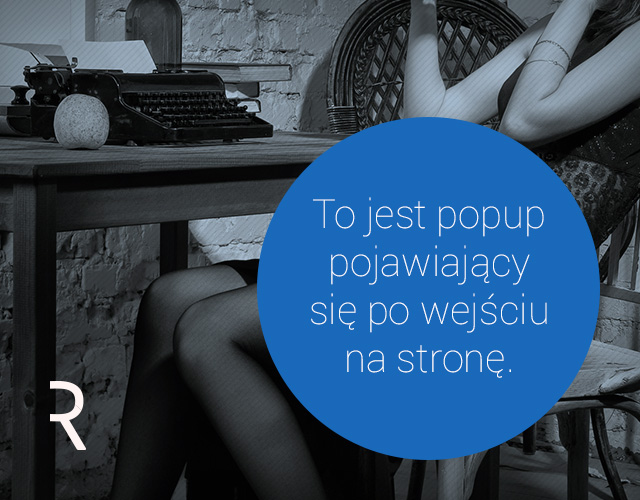 To jest popup
pojawiający
się po wejściu
na stronę.
R